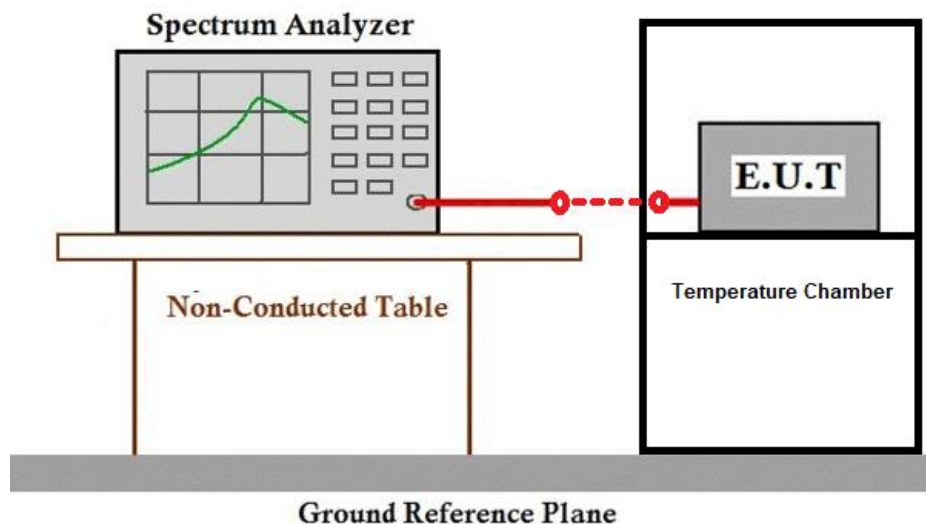 Spectrum Analyzer
E.U.T
Non-Conducted Table
Temperature Chamber
Ground Reference Plane